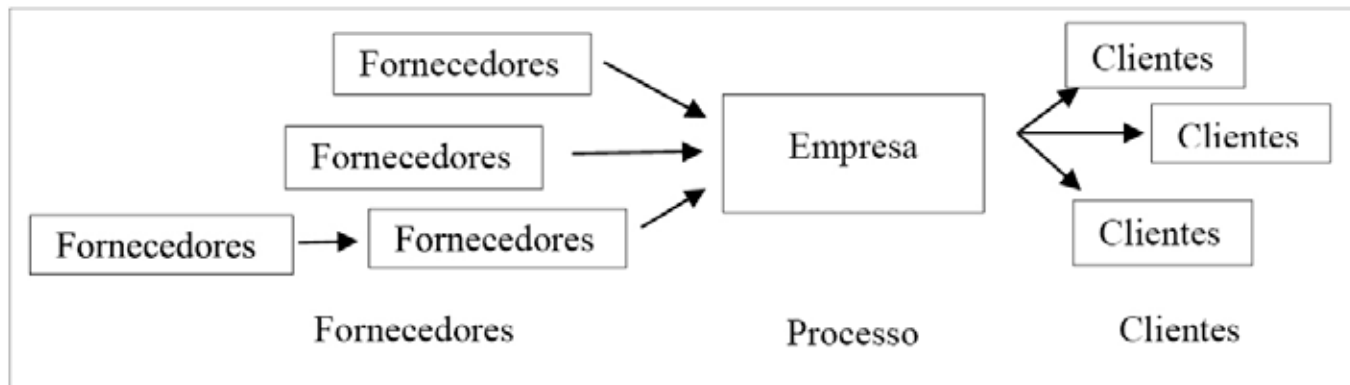 Fornecedores
Fornecedores
Fornecedores
Fornecedores
Empresa
Clientes
Clientes
Clientes
Fornecedores
Processo
Clientes